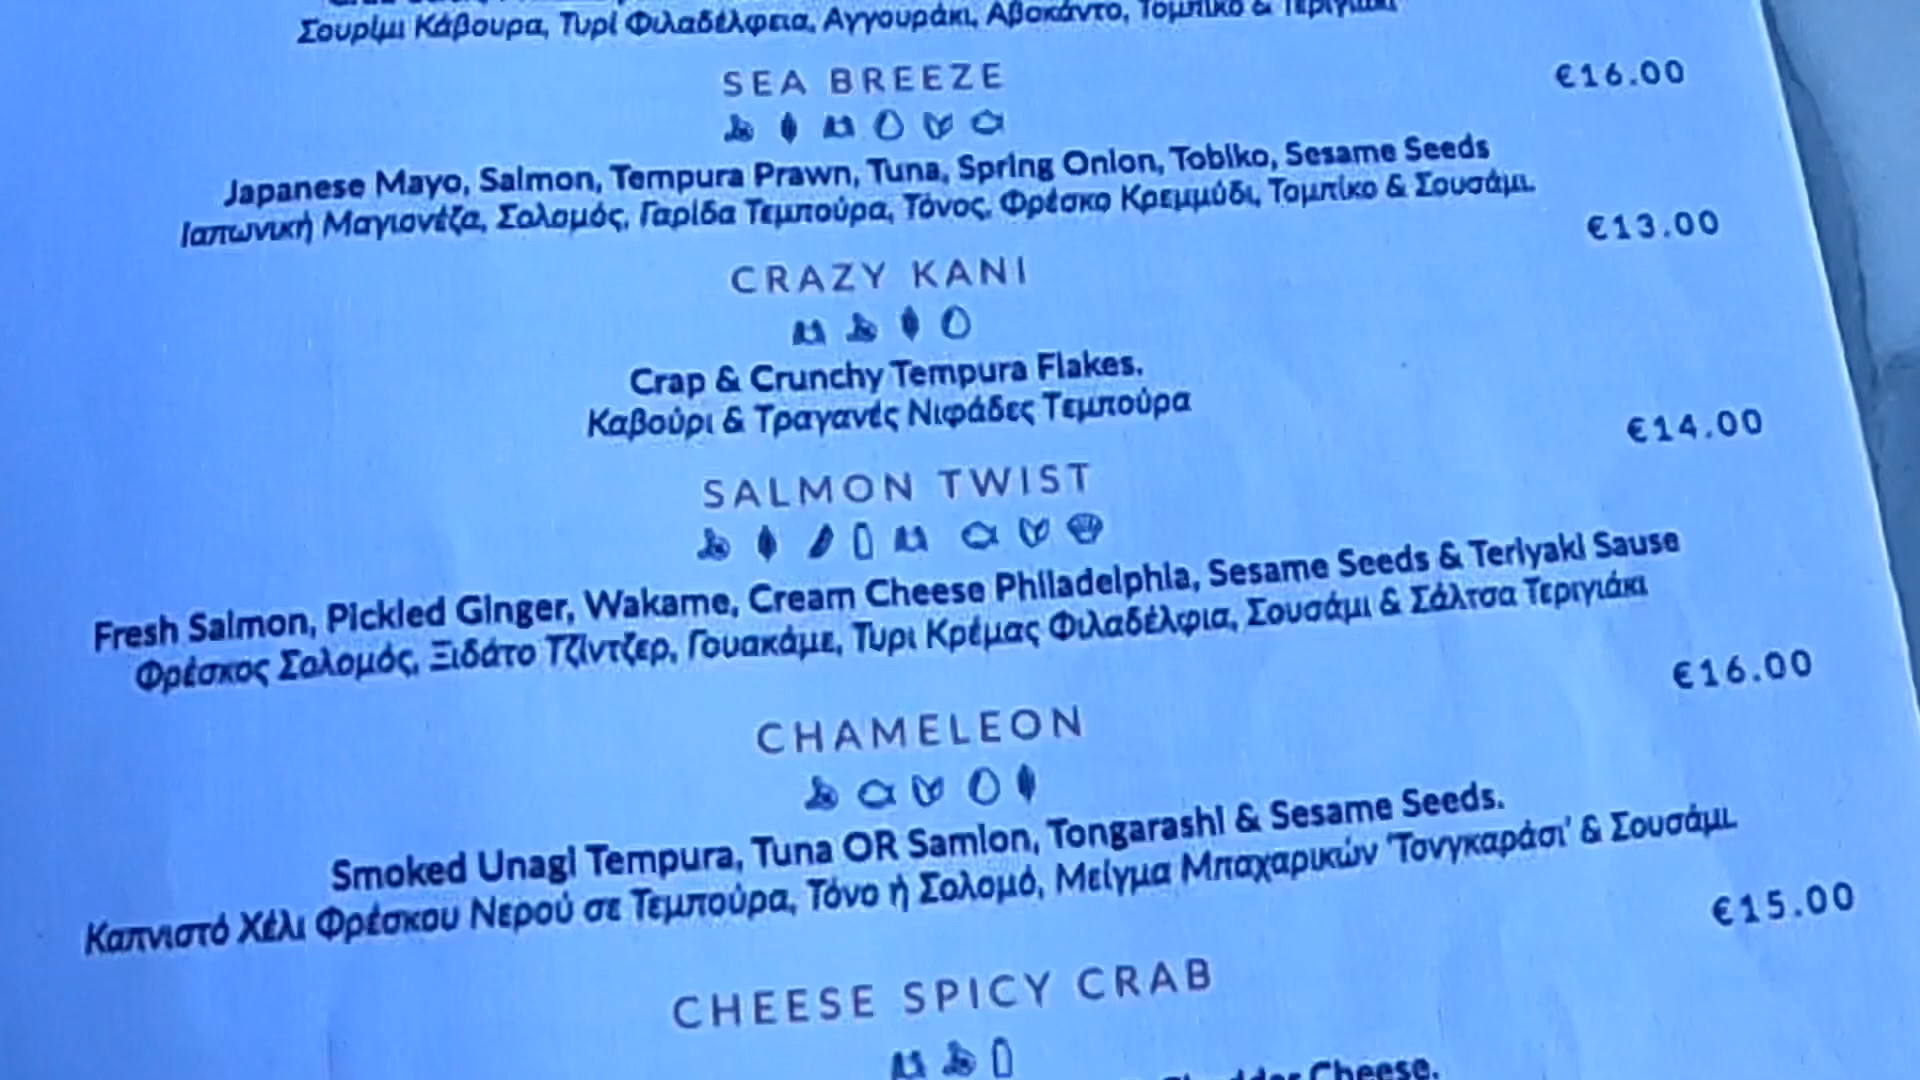 Σουρίμι Κάβουρα, Τυρί Φιλαδέλφεια, Αγγουράκι, Αβοκάντο, Τομπίκο & Τεριγιάκι
SEA BREEZE
€16.00
Japanese Mayo, Salmon, Tempura Prawn, Tuna, Spring Onion, Tobiko, Sesame Seeds
Ιαπωνική Μαγιονέζα, Σολομός, Γαρίδα Τεμπούρα, Τόνος, Φρέσκο Κρεμμύδι, Τομπίκο & Σουσάμι.
€13.00
CRAZY KANI
Crap & Crunchy Tempura Flakes.
Καβούρι & Τραγανές Νιφάδες Τεμπούρα
€14.00
SALMON TWIST
Fresh Salmon, Pickled Ginger, Wakame, Cream Cheese Philadelphia, Sesame Seeds & Teriyaki Sause
Φρέσκος Σολομός, Ξιδάτο Τζίντζερ, Γουακάμε, Τυρι Κρέμας Φιλαδέλφια, Σουσάμι & Σάλτσα Τεριγιάκι
€16.00
CHAMELEON
Smoked Unagi Tempura, Tuna OR Samlon, Tongarashi & Sesame Seeds.
Καπνιστό Χέλι Φρέσκου Νερού σε Τεμπούρα, Τόνο ή Σολομό, Μείγμα Μπαχαρικών 'Τονγκαράσι' & Σουσάμι.
€15.00
CHEESE SPICY CRAB
Cheese.